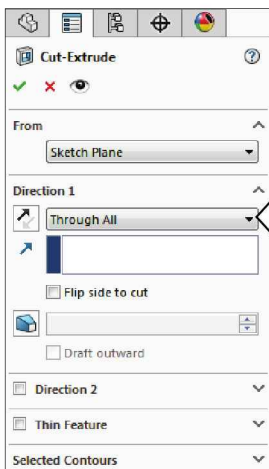 Cut-Extrude
From
Sketch Plane
Direction 1
Through All
Flip side to cut
Draft outward
Direction 2
Thin Feature
Selected Contours